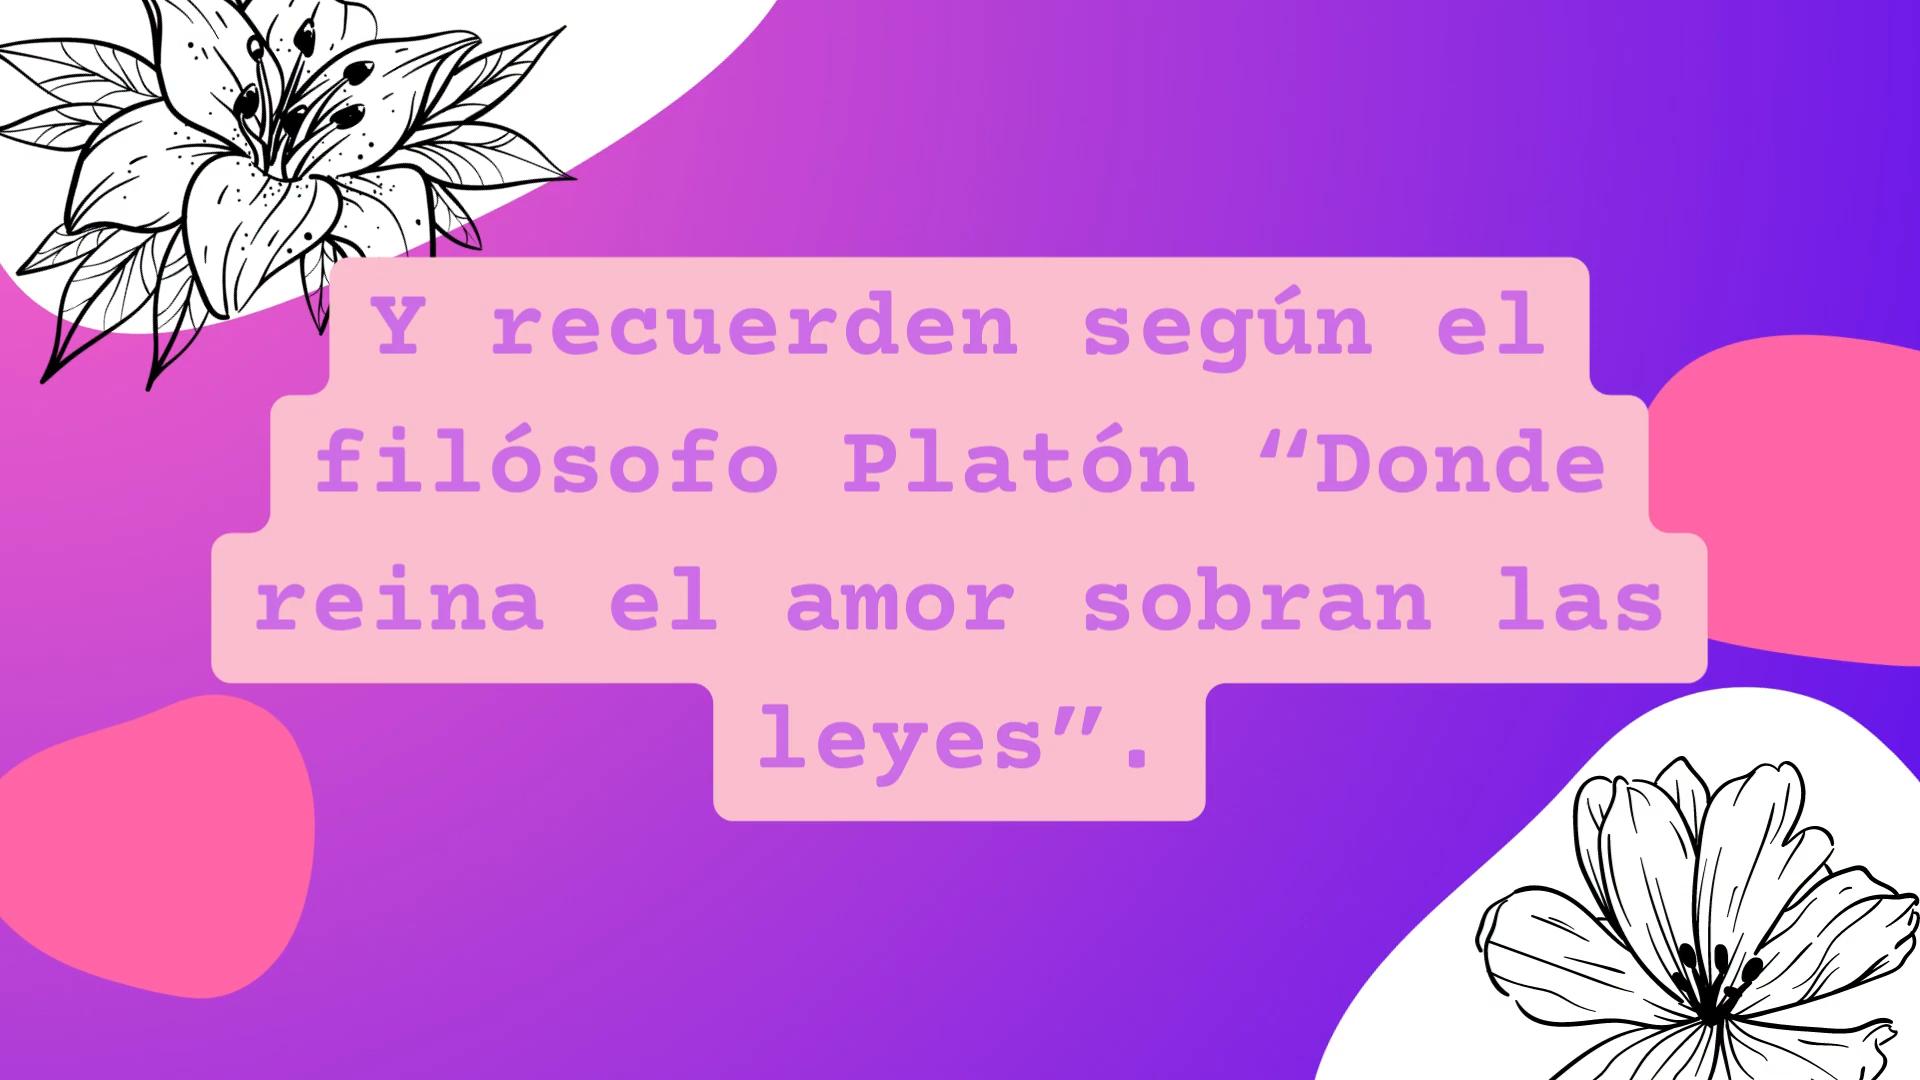 Y recuerden según el
filósofo Platón “Donde
reina el amor sobran las
leyes”.